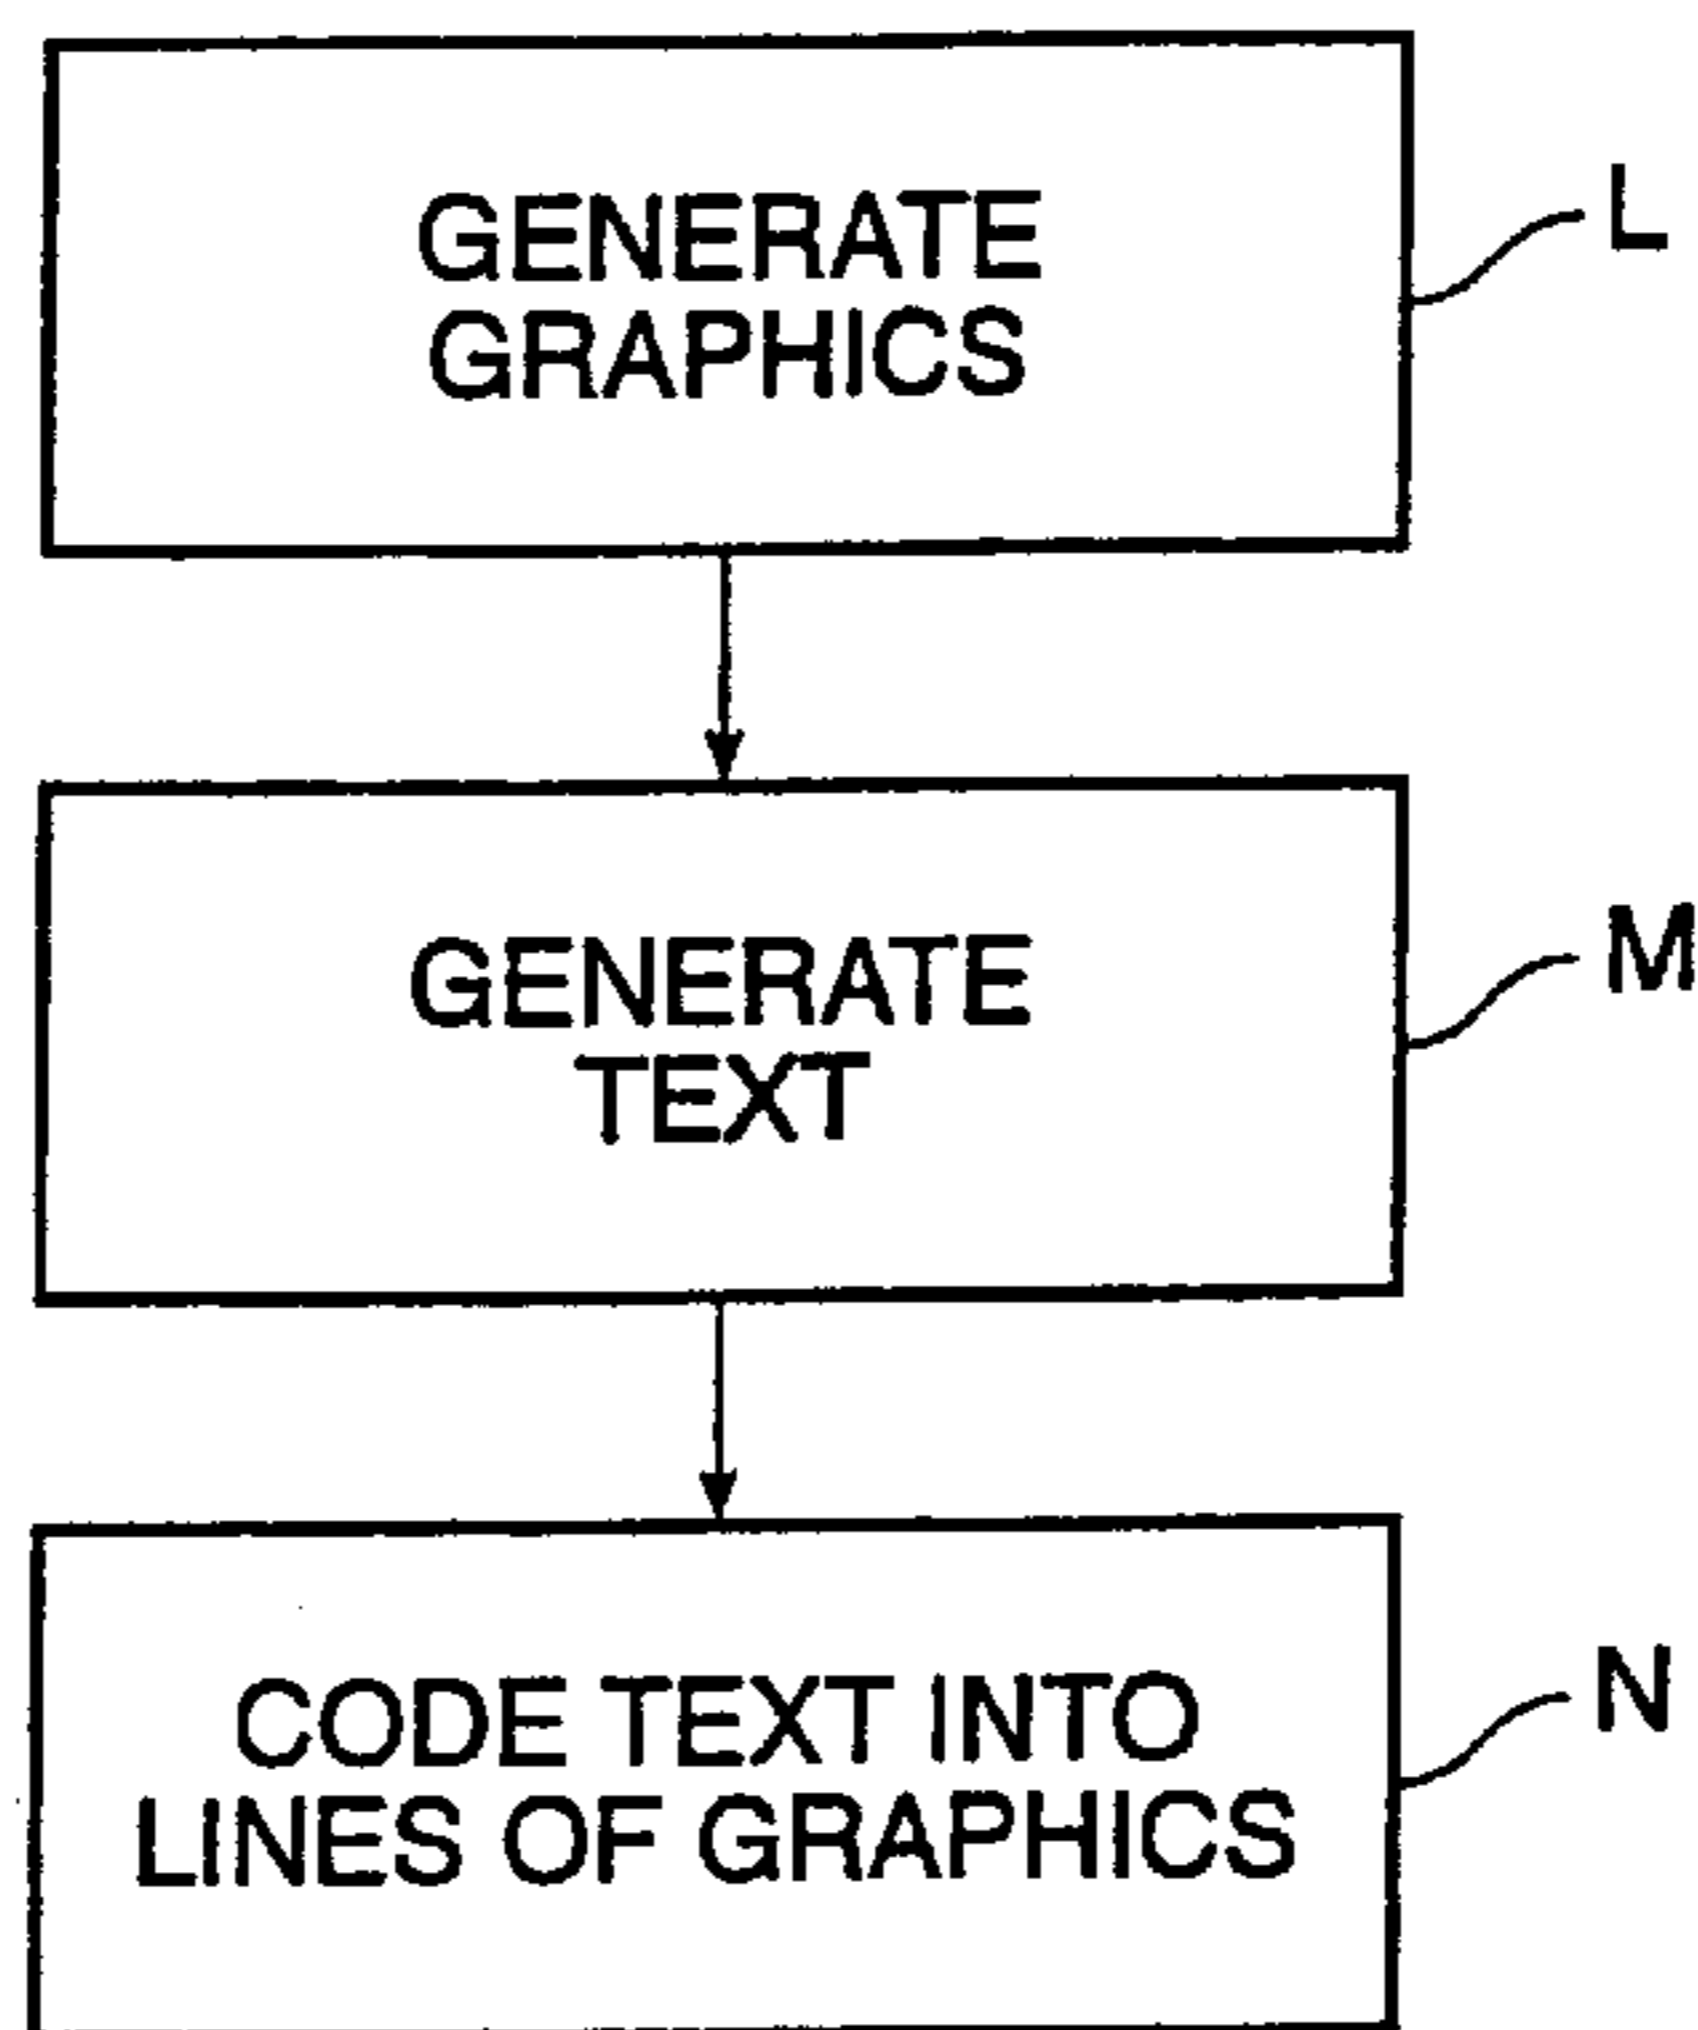 GENERATE
GRAPHICS
L
GENERATE
TEXT
M
CODE TEXT INTO
LINES OF GRAPHICS
N